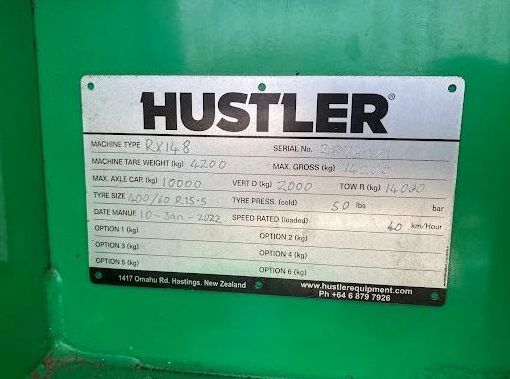 HUSTLER®
MACHINE TYPE RX148 SERIAL No.
MACHINE TARE WEIGHT (kg) 4200 MAX. GROSS (kg)
MAX. AXLE CAP. (kg) 10000 VERT D (kg) 2000 TOW R (kg) 14000
TYRE SIZE 400/60 R15.5 TYRE PRESS. (cold) 50 lbs bar
DATE MANUF 10-Jan-2022 SPEED RATED (loaded) 40 km/Hour
OPTION 1 (kg) OPTION 2 (kg)
OPTION 3 (kg) OPTION 4 (kg)
OPTION 5 (kg) OPTION 6 (kg)
1417 Omahu Rd. Hastings. New Zealand www.hustlerequipment.com
Ph +64 6 879 7926